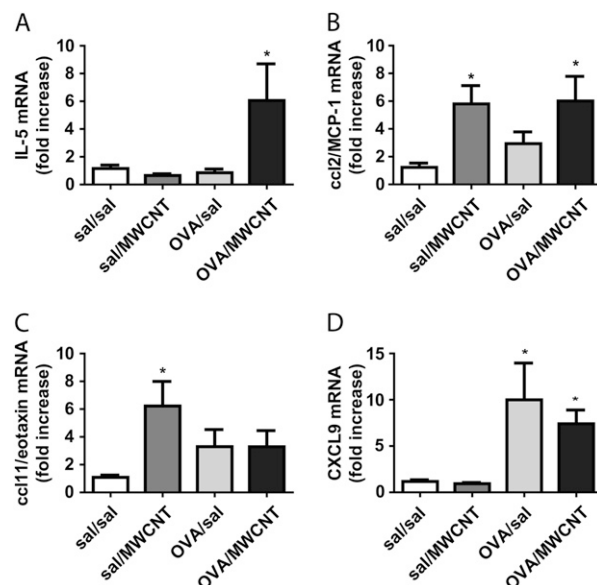 A
IL-5 mRNA
(fold increase)
10
8
6
4
2
0
*
sal/sal
sal/MWCNT
OVA/sal
OVA/MWCNT
B
ccl2/MCP-1 mRNA
(fold increase)
10
8
6
4
2
0
*
*
sal/sal
sal/MWCNT
OVA/sal
OVA/MWCNT
C
ccl11/eotaxin mRNA
(fold increase)
10
8
6
4
2
0
*
sal/sal
sal/MWCNT
OVA/sal
OVA/MWCNT
D
CXCL9 mRNA
(fold increase)
15
10
5
0
*
*
sal/sal
sal/MWCNT
OVA/sal
OVA/MWCNT